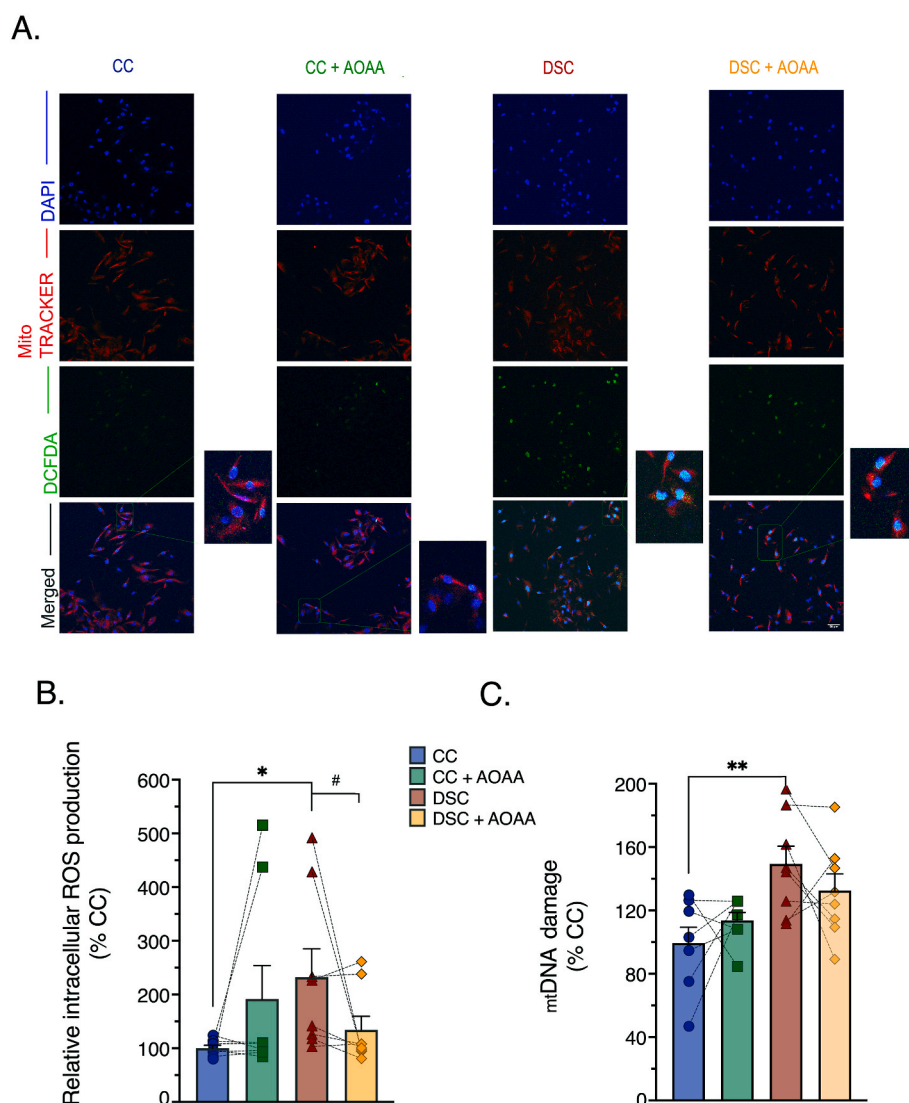 A.
CC
CC + AOAA
DSC
DSC + AOAA
DAPI
Mito
TRACKER
DCFDA
Merged
B.
Relative intracellular ROS production
(% CC)
600
500
400
300
200
100
0
*
#
CC
CC + AOAA
DSC
DSC + AOAA
C.
mtDNA damage
(% CC)
200
160
120
80
40
0
**